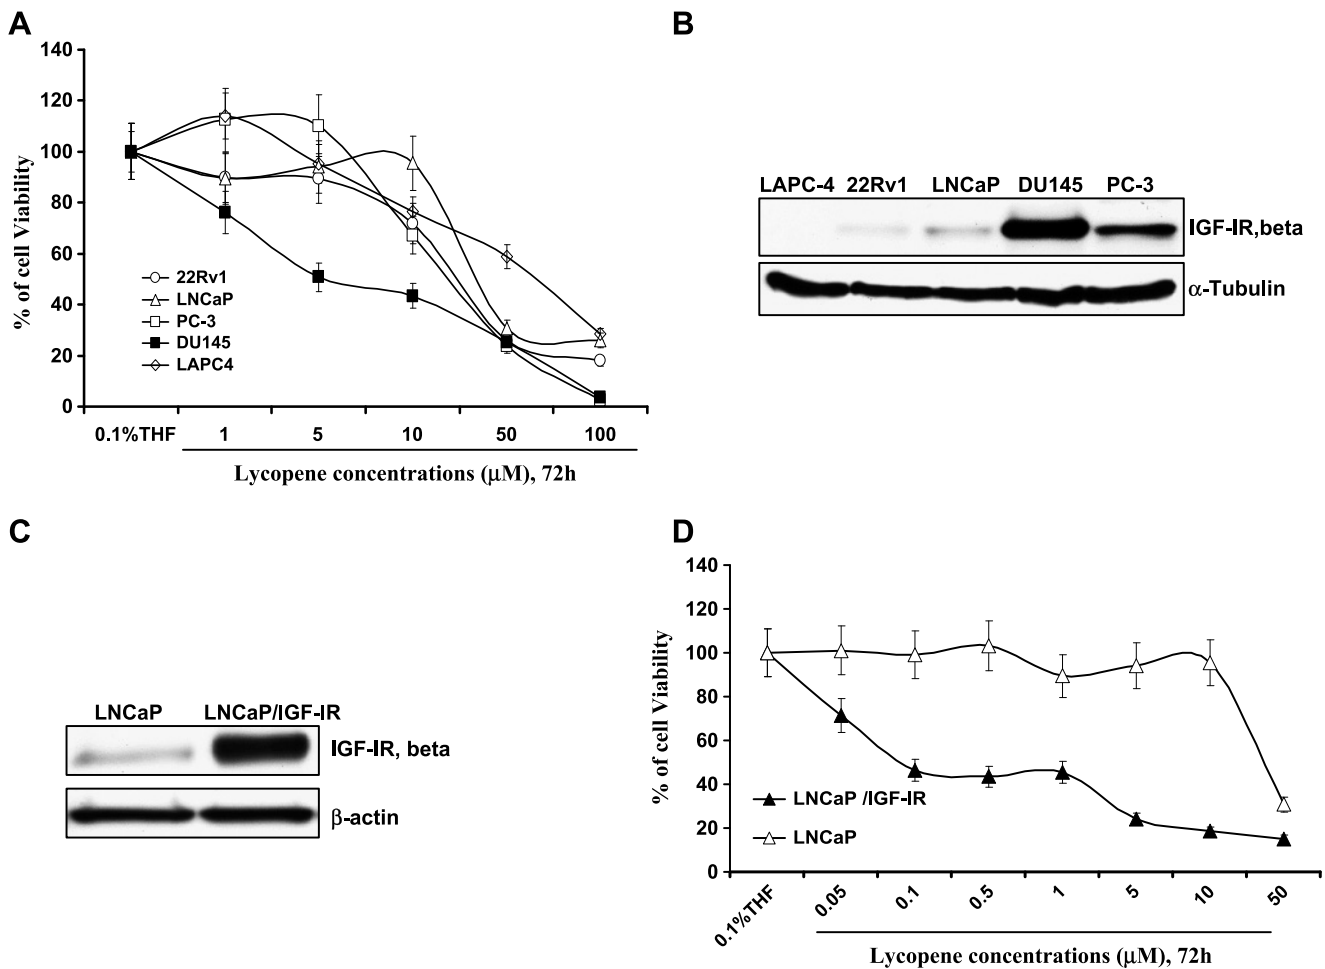 A
140
120
100
80
60
40
20
0
% of cell Viability
22Rv1
LNCaP
PC-3
DU145
LAPC4
0.1%THF 1 5 10 50 100
Lycopene concentrations (μM), 72h
B
LAPC-4 22Rv1 LNCaP DU145 PC-3
IGF-IR,beta
α-Tubulin
C
LNCaP LNCaP/IGF-IR
IGF-IR, beta
β-actin
D
140
120
100
80
60
40
20
0
% of cell Viability
LNCaP /IGF-IR
LNCaP
0.1%THF 0.05 0.1 0.5 1 5 10 50
Lycopene concentrations (μM), 72h